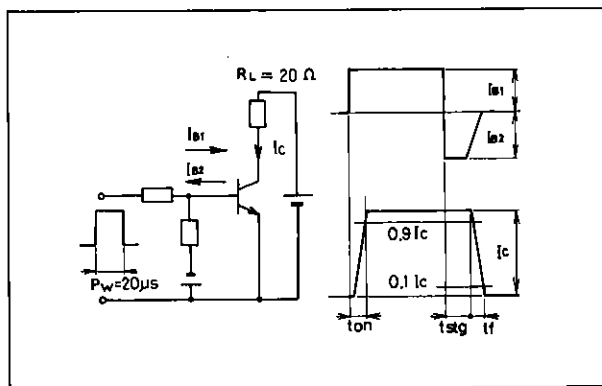 RL = 20 Ω
IB1
IB2
IC
PW=20μs
IB1
IB2
0.9 Ic
Ic
0.1 Ic
ton
tstg
tf